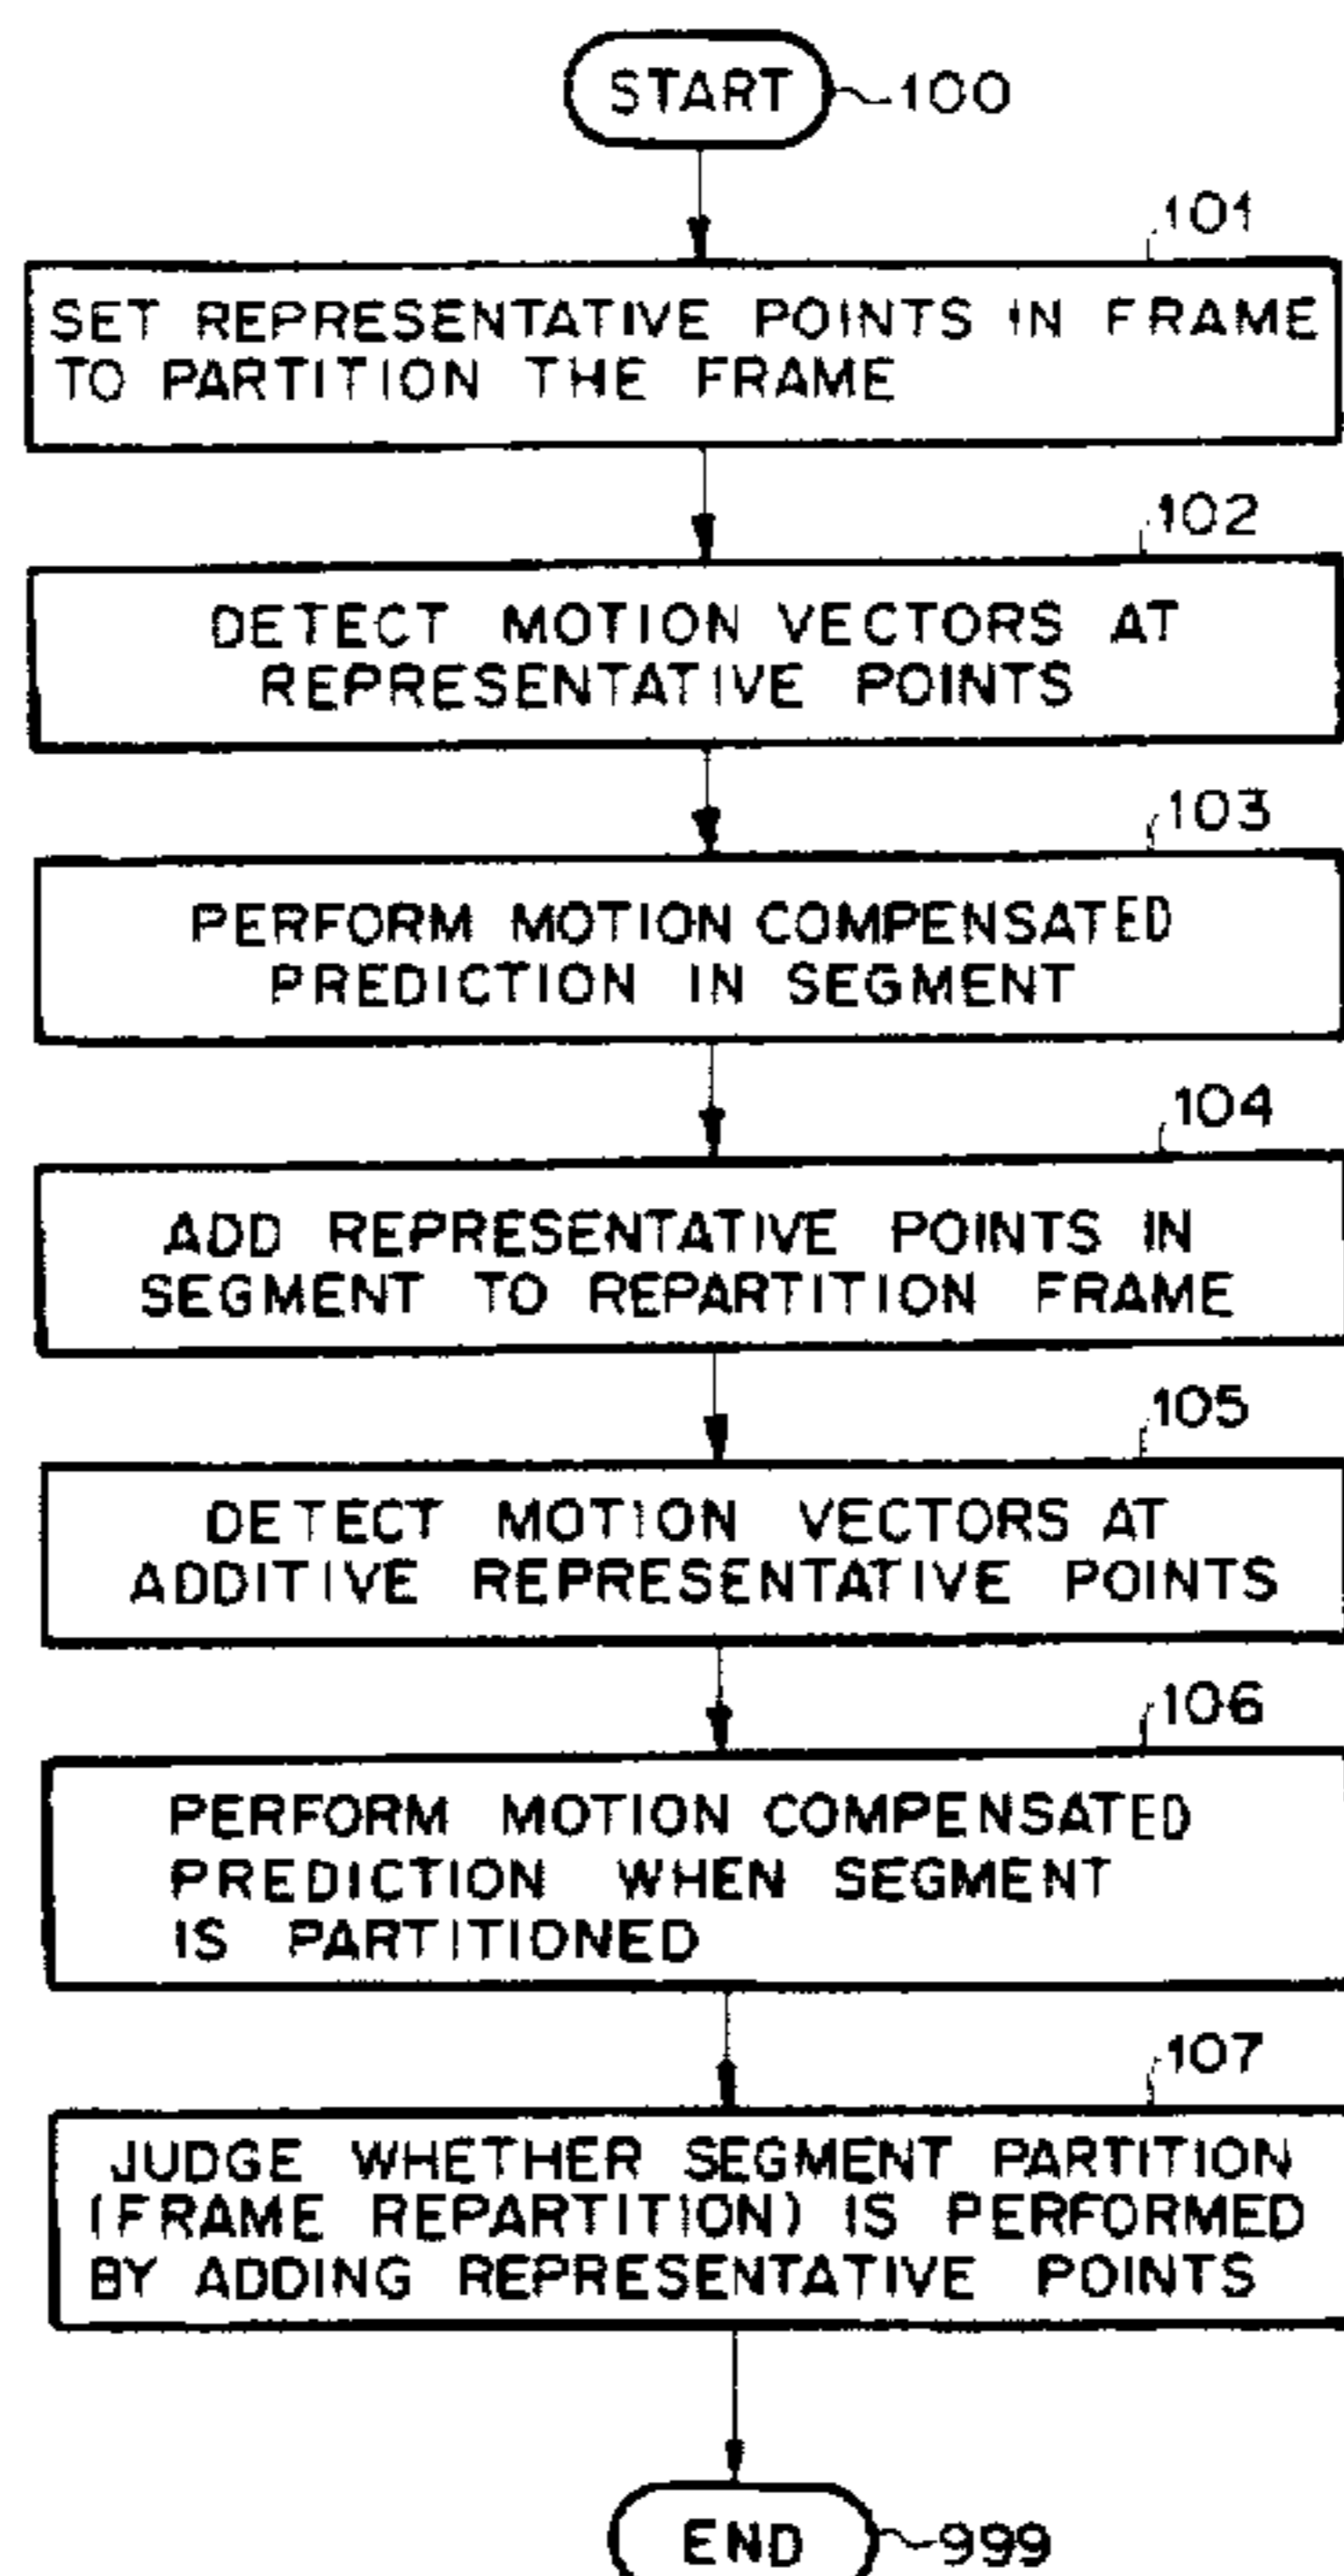 START 100
101
SET REPRESENTATIVE POINTS IN FRAME
TO PARTITION THE FRAME
102
DETECT MOTION VECTORS AT
REPRESENTATIVE POINTS
103
PERFORM MOTION COMPENSATED
PREDICTION IN SEGMENT
104
ADD REPRESENTATIVE POINTS IN
SEGMENT TO REPARTITION FRAME
105
DETECT MOTION VECTORS AT
ADDITIVE REPRESENTATIVE POINTS
106
PERFORM MOTION COMPENSATED
PREDICTION WHEN SEGMENT
IS PARTITIONED
107
JUDGE WHETHER SEGMENT PARTITION
(FRAME REPARTITION) IS PERFORMED
BY ADDING REPRESENTATIVE POINTS
END 999